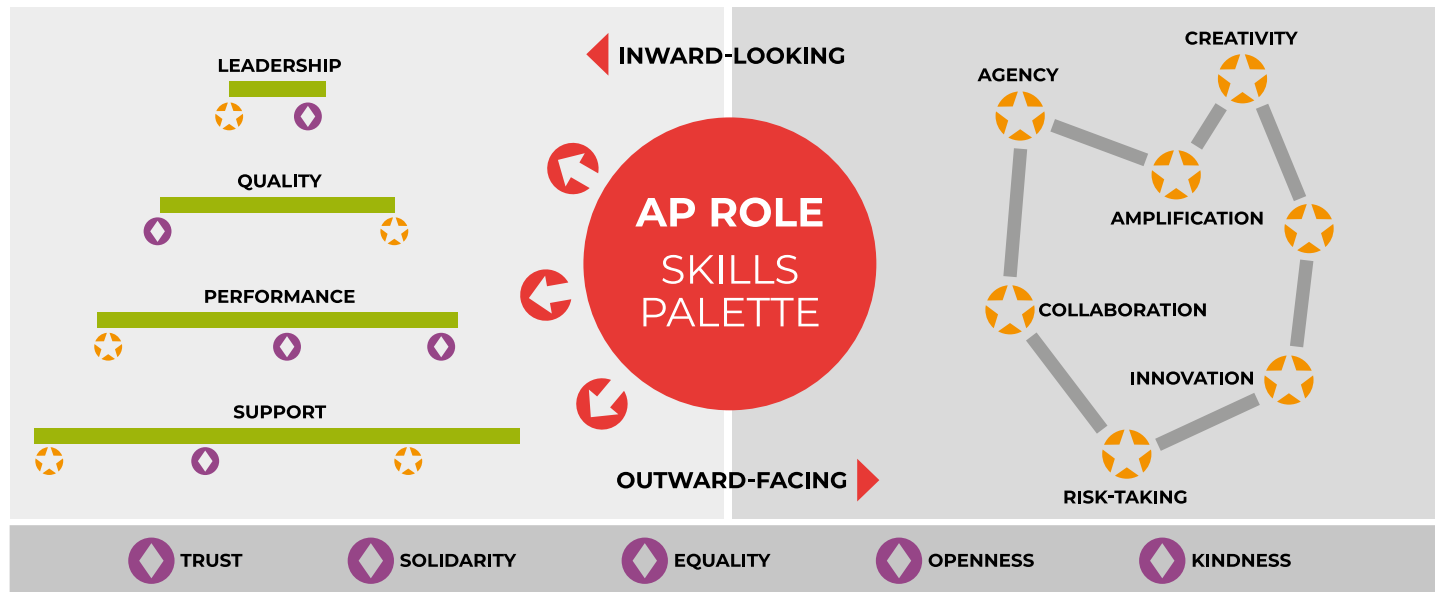 INWARD-LOOKING
LEADERSHIP
QUALITY
PERFORMANCE
SUPPORT
AP ROLE
SKILLS
PALETTE
OUTWARD-FACING
CREATIVITY
AGENCY
AMPLIFICATION
COLLABORATION
INNOVATION
RISK-TAKING
TRUST
SOLIDARITY
EQUALITY
OPENNESS
KINDNESS